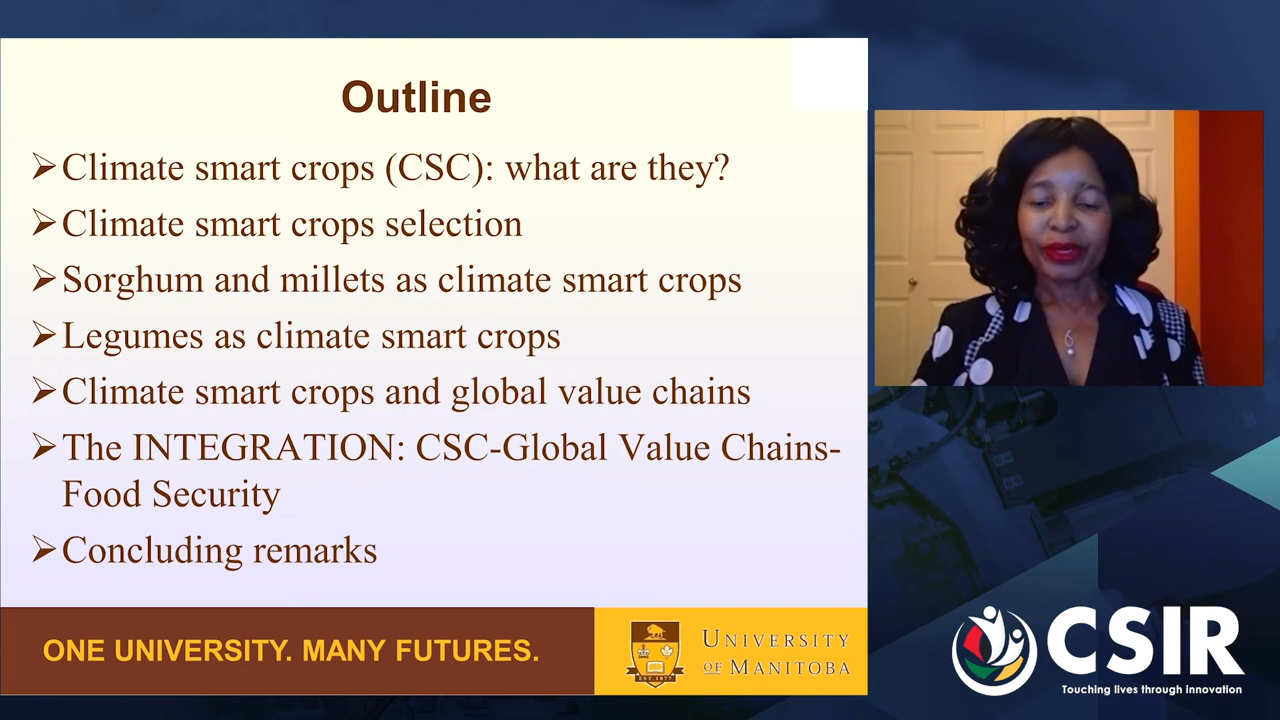 Outline
➢Climate smart crops (CSC): what are they?
➢Climate smart crops selection
➢Sorghum and millets as climate smart crops
➢Legumes as climate smart crops
➢Climate smart crops and global value chains
➢The INTEGRATION: CSC-Global Value Chains-
Food Security
➢Concluding remarks
ONE UNIVERSITY. MANY FUTURES.
UNIVERSITY
OF MANITOBA
EST. 1877
CSIR
Touching lives through innovation